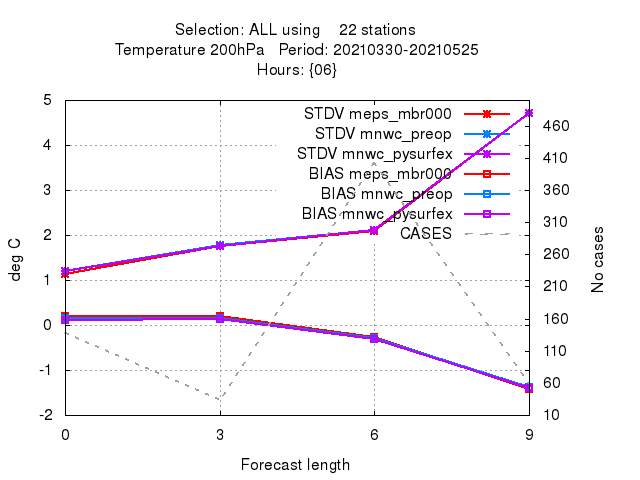 Selection: ALL using    22 stations
Temperature 200hPa   Period: 20210330-20210525
Hours: {06}
STDV meps_mbr000
STDV mnwc_preop
STDV mnwc_pysurfex
BIAS meps_mbr000
BIAS mnwc_preop
BIAS mnwc_pysurfex
CASES
deg C
5
4
3
2
1
0
-1
-2
460
410
360
310
260
210
160
110
60
10
No cases
0 3 6 9
Forecast length